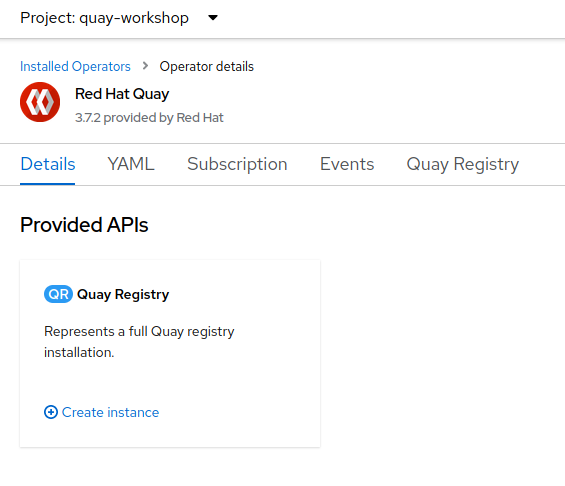 Project: quay-workshop
Installed Operators > Operator details
Red Hat Quay
3.7.2 provided by Red Hat
Details YAML Subscription Events Quay Registry
Provided APIs
QR Quay Registry
Represents a full Quay registry
installation.
Create instance